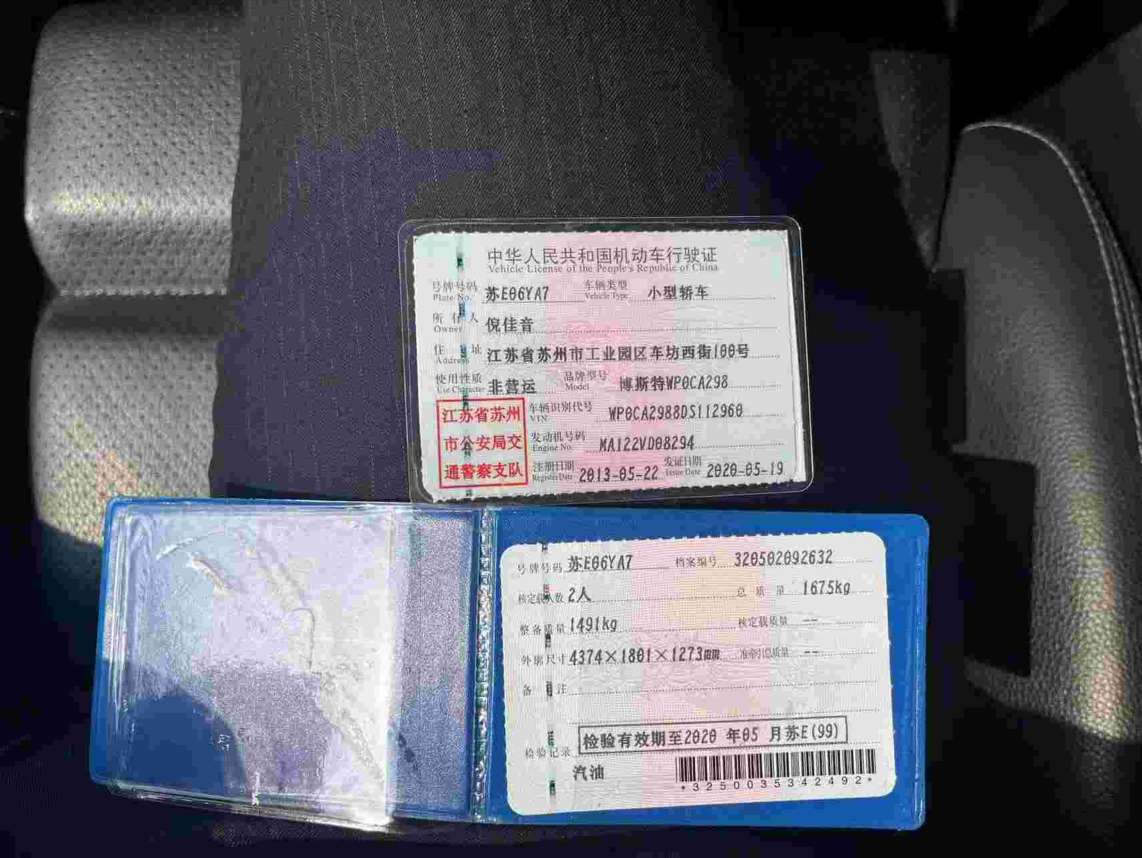 中华人民共和国机动车行驶证
Vehicle License of the People's Republic of China
号牌号码 苏E06YA7 车辆类型 小型轿车
Plate No. Vehicle Type
所有人 倪佳音
Owner
住址 江苏省苏州市工业园区车坊西街100号
Address
使用性质 非营运 品牌型号 博斯特WP0CA298
Use Character Model
江苏省苏州
市公安局交
通警察支队
车辆识别代号 WP0CA2988DS112960
VIN
发动机号码 MA122VD08294
Engine No.
注册日期 2013-05-22 发证日期 2020-05-19
Register Date Issue Date
号牌号码 苏E06YA7 档案编号 320502092632
核定载人数 2人 总质量 1675kg
整备质量 1491kg 核定载质量 --
外廓尺寸 4374×1801×1273mm 准牵引总质量 --
备注
检验记录 检验有效期至2020年05月苏E(99)
汽油
*3250035342492*